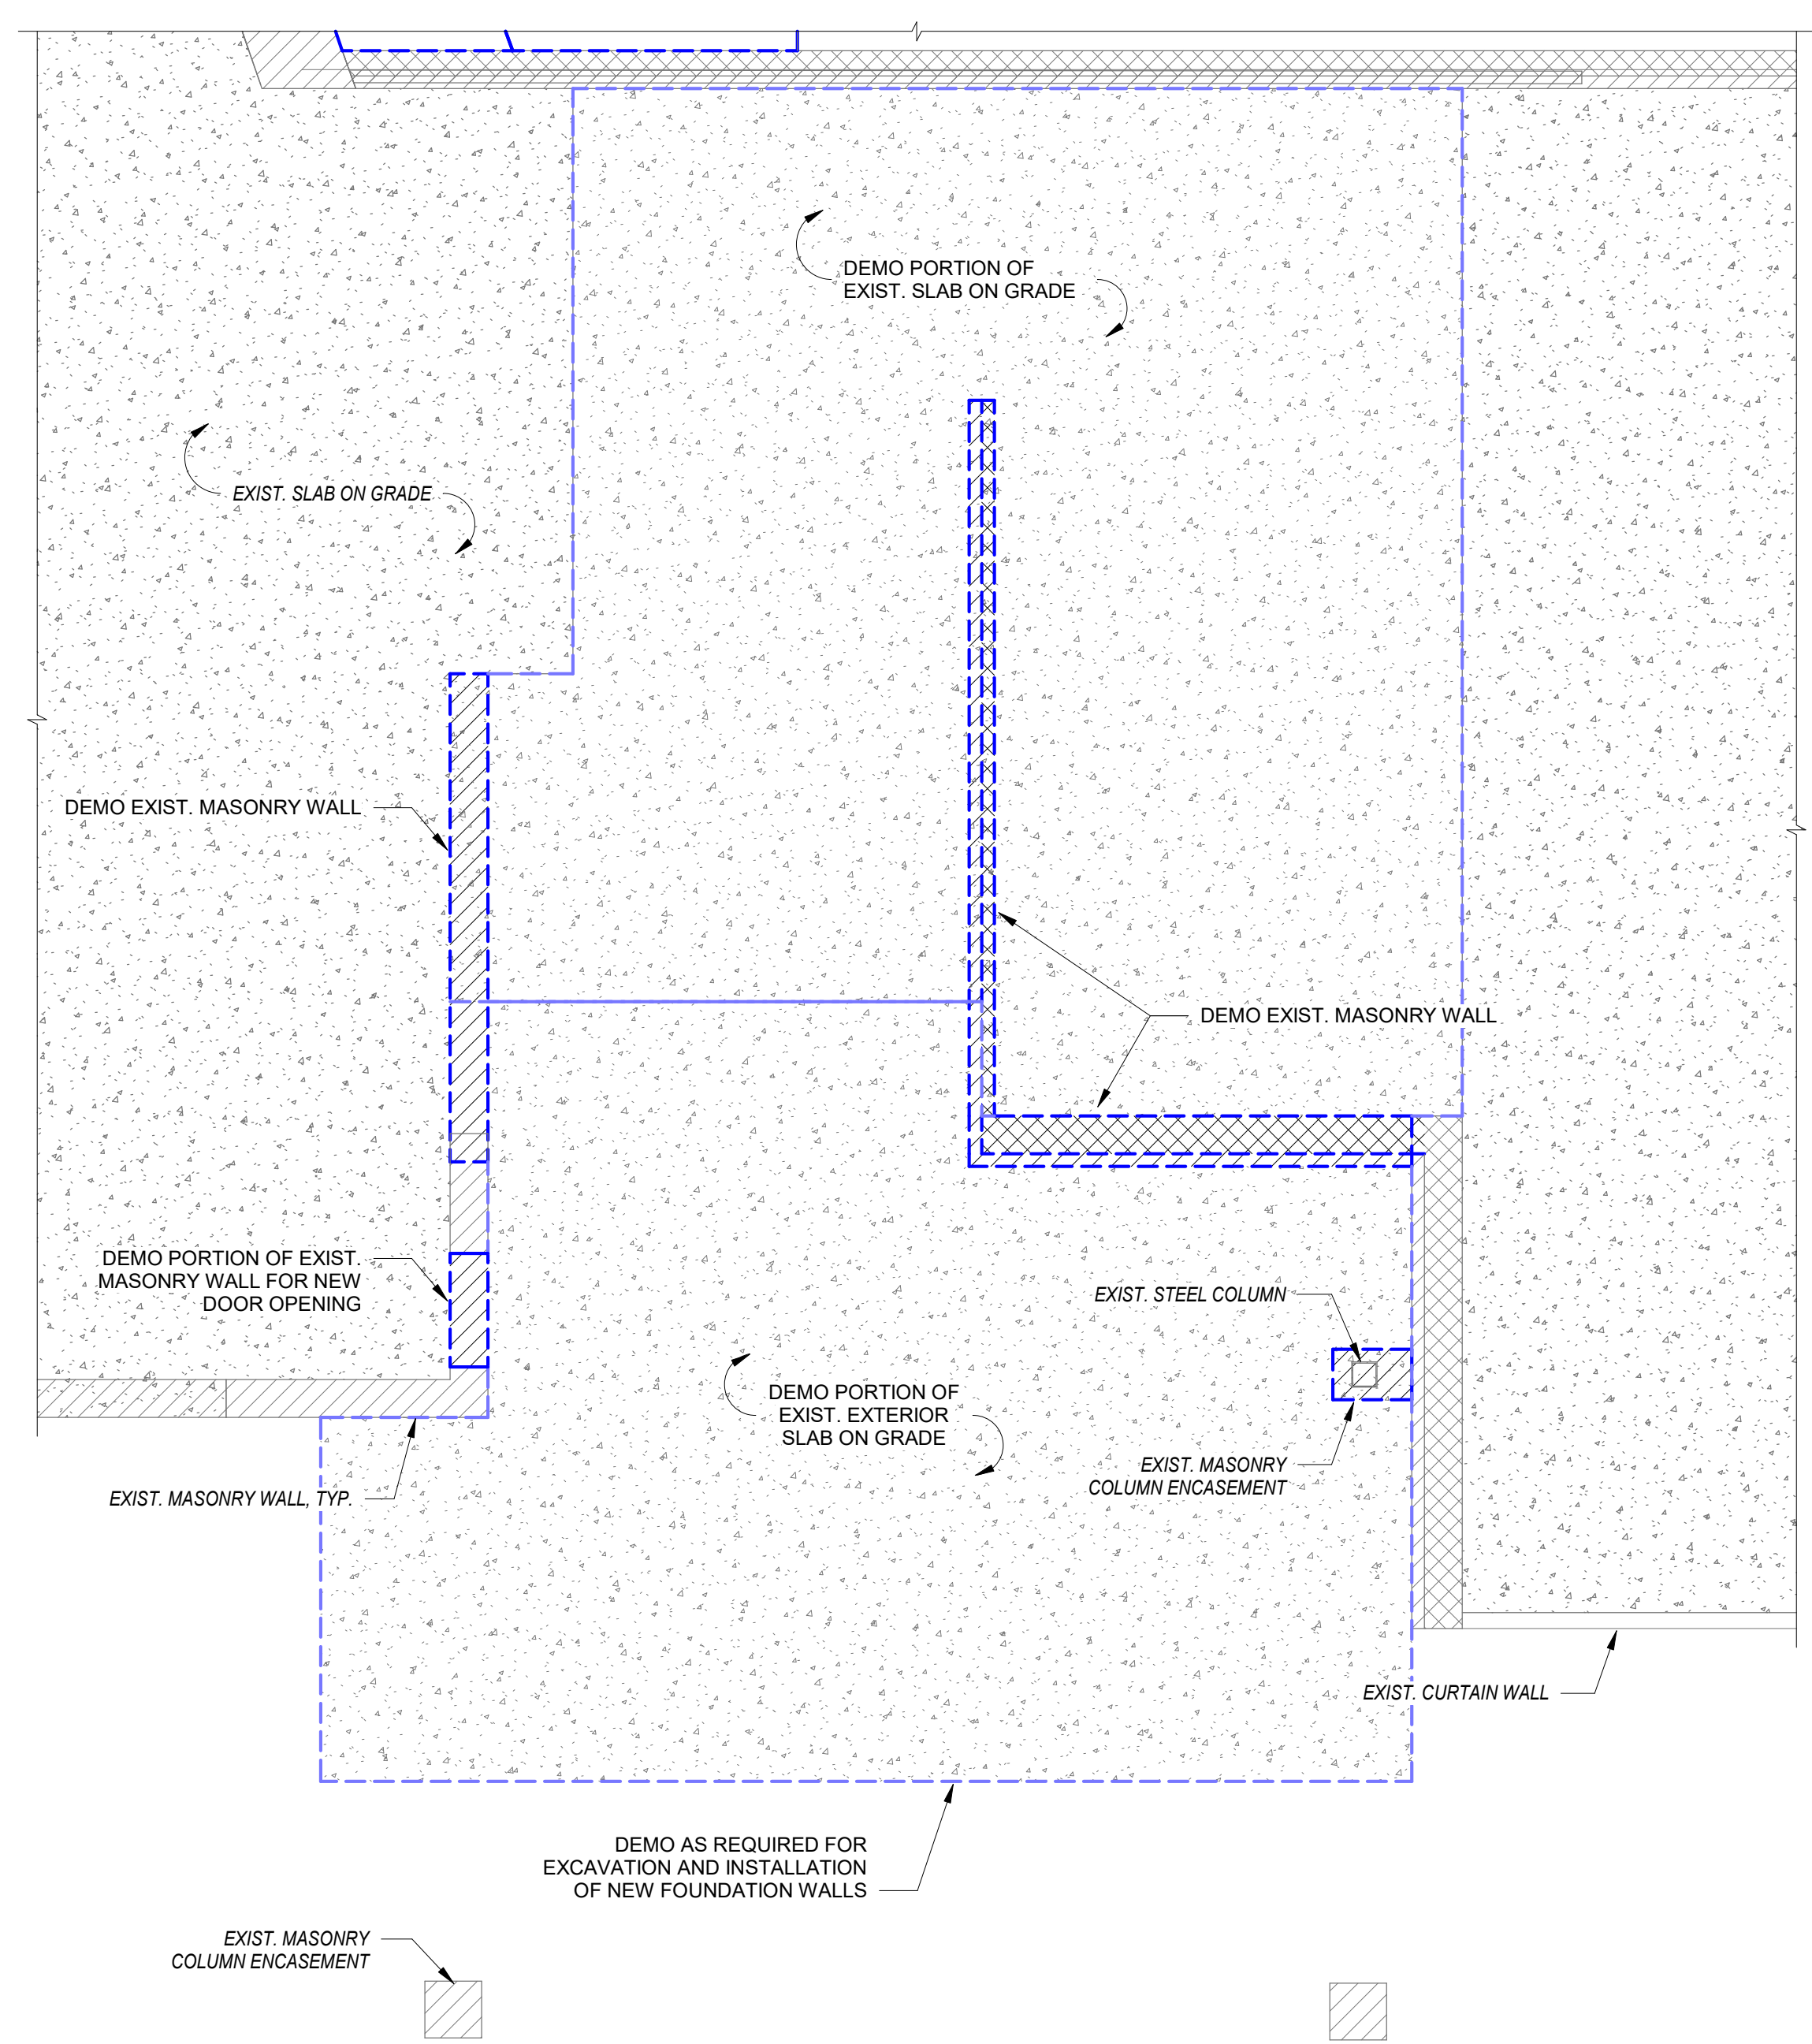 DEMO PORTION OF
EXIST. SLAB ON GRADE
EXIST. SLAB ON GRADE
DEMO EXIST. MASONRY WALL
DEMO EXIST. MASONRY WALL
DEMO PORTION OF EXIST.
MASONRY WALL FOR NEW
DOOR OPENING
EXIST. STEEL COLUMN
DEMO PORTION OF
EXIST. EXTERIOR
SLAB ON GRADE
EXIST. MASONRY
COLUMN ENCASEMENT
EXIST. MASONRY WALL, TYP.
EXIST. CURTAIN WALL
DEMO AS REQUIRED FOR
EXCAVATION AND INSTALLATION
OF NEW FOUNDATION WALLS
EXIST. MASONRY
COLUMN ENCASEMENT